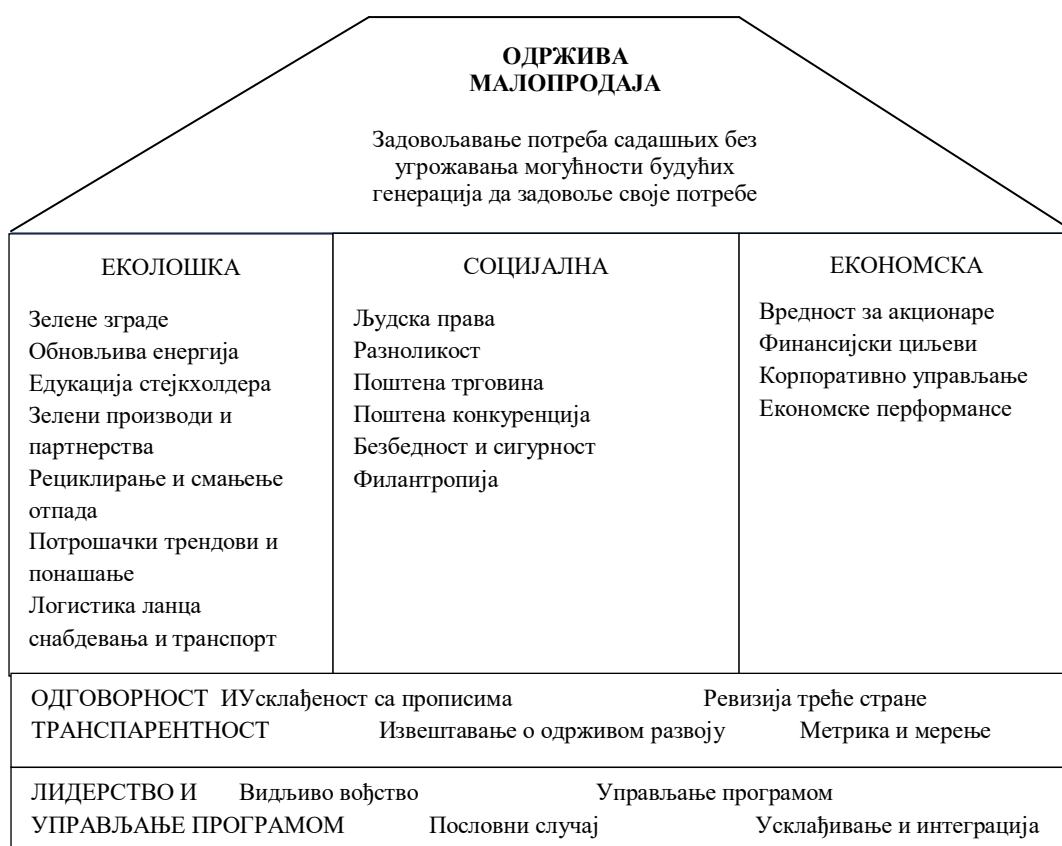 ОДРЖИВА
МАЛОПРОДАЈА
Задовољавање потреба садашњих без
угрожавања могућности будућих
генерација да задовоље своје потребе
ЕКОЛОШКА
Зелене зграде
Обновљива енергија
Едукација стејкхолдера
Зелени производи и
партнерства
Рециклирање и смањење
отпада
Потрошачки трендови и
понашање
Логистика ланца
снабдевања и транспорт
СОЦИЈАЛНА
Људска права
Разноликост
Поштена трговина
Поштена конкуренција
Безбедност и сигурност
Филантропија
ЕКОНОМСКА
Вредност за акционаре
Финансијски циљеви
Корпоративно управљање
Економске перформансе
ОДГОВОРНОСТ ИУсклађеност са прописима Ревизија треће стране
ТРАНСПАРЕНТНОСТ Извештавање о одрживом развоју Метрика и мерење
ЛИДЕРСТВО И Видљиво вођство Управљање програмом
УПРАВЉАЊЕ ПРОГРАМОМ Пословни случај Усклађивање и интеграција